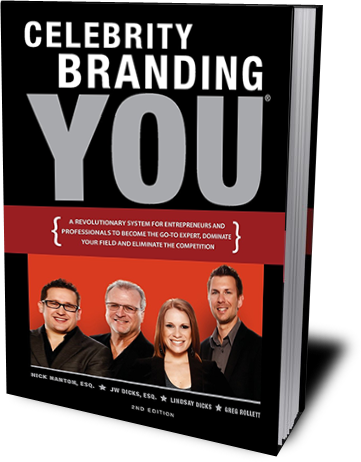 CELEBRITY
BRANDING
YOU®
{ A REVOLUTIONARY SYSTEM FOR ENTREPRENEURS AND
PROFESSIONALS TO BECOME THE GO-TO EXPERT, DOMINATE
YOUR FIELD AND ELIMINATE THE COMPETITION }
NICK NANTON, ESQ. ★ JW DICKS, ESQ. ★ LINDSAY DICKS ★ GREG ROLLETT
2ND EDITION